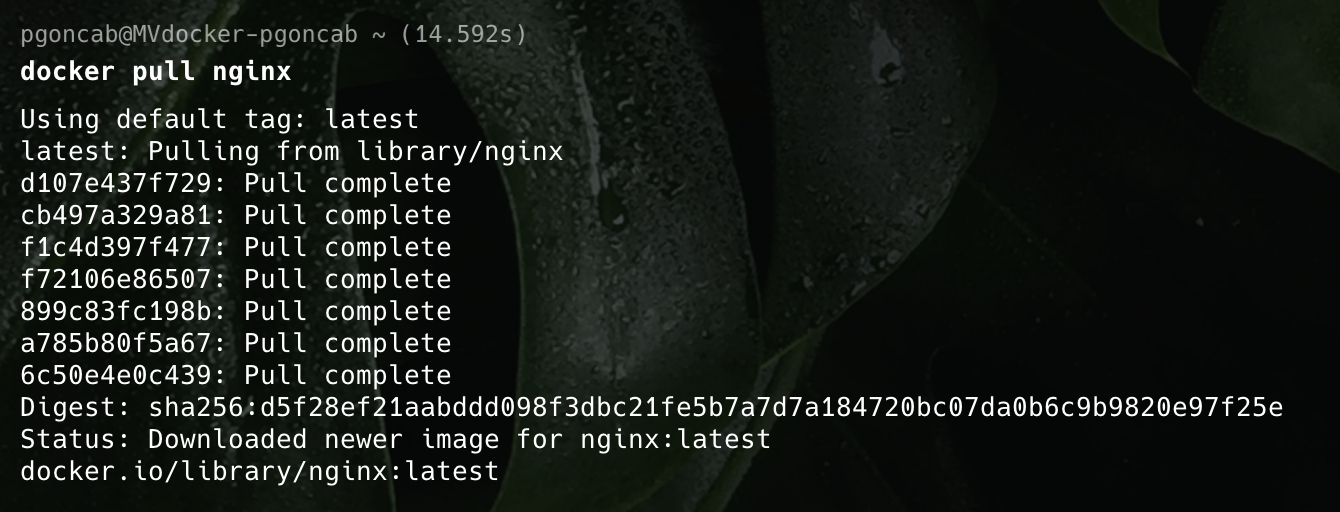 pgoncab@MVdocker-pgoncab ~ (14.592s)
docker pull nginx
Using default tag: latest
latest: Pulling from library/nginx
d107e437f729: Pull complete
cb497a329a81: Pull complete
f1c4d397f477: Pull complete
f72106e86507: Pull complete
899c83fc198b: Pull complete
a785b80f5a67: Pull complete
6c50e4e0c439: Pull complete
Digest: sha256:d5f28ef21aabddd098f3dbc21fe5b7a7d7a184720bc07da0b6c9b9820e97f25e
Status: Downloaded newer image for nginx:latest
docker.io/library/nginx:latest